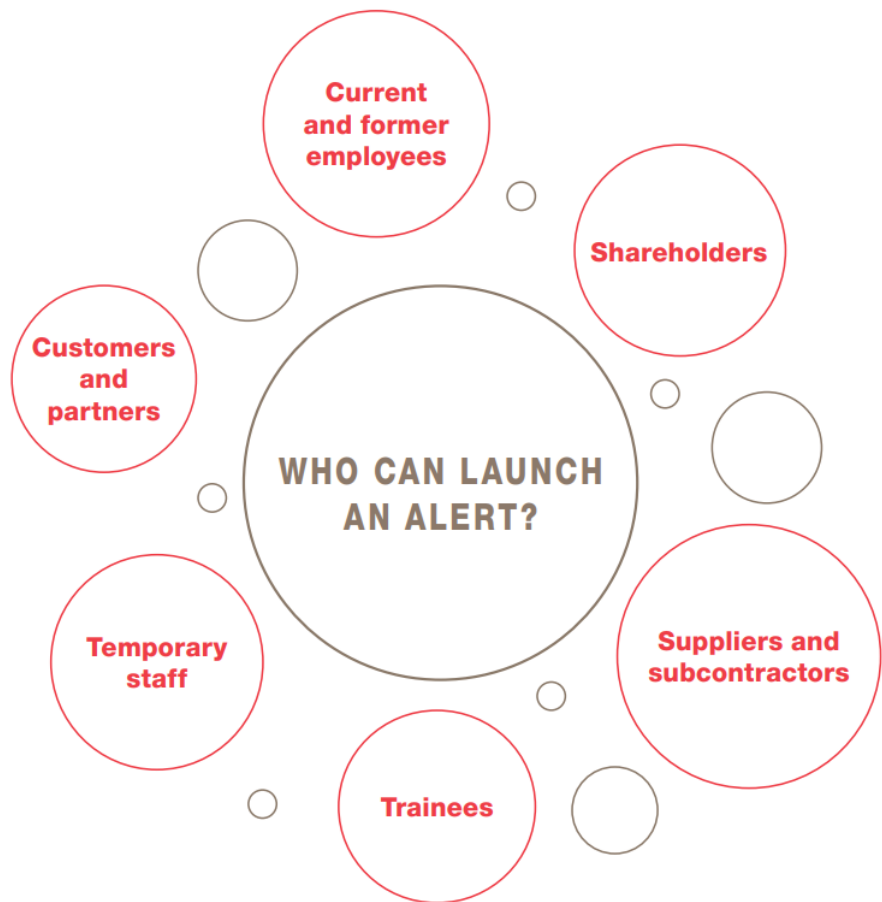 Current
and former
employees
Shareholders
Customers
and
partners
WHO CAN LAUNCH
AN ALERT?
Temporary
staff
Suppliers and
subcontractors
Trainees